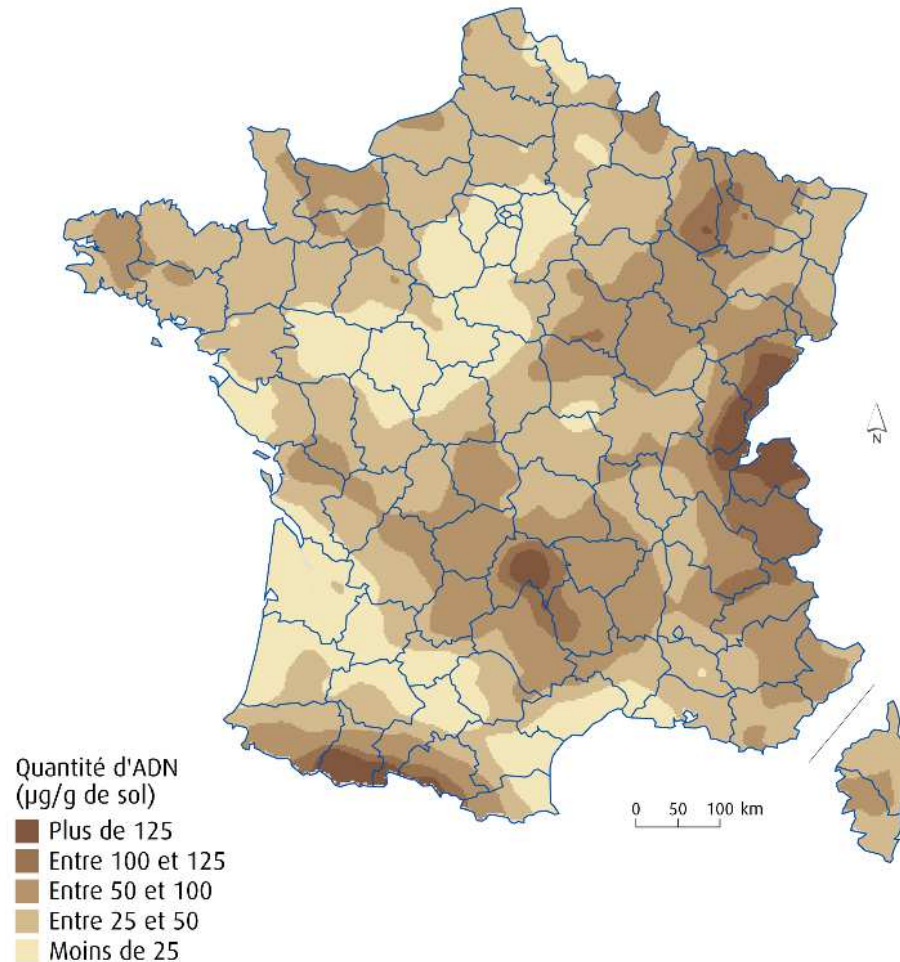 N
0 50 100 km
Quantité d'ADN
(µg/g de sol)
Plus de 125
Entre 100 et 125
Entre 50 et 100
Entre 25 et 50
Moins de 25